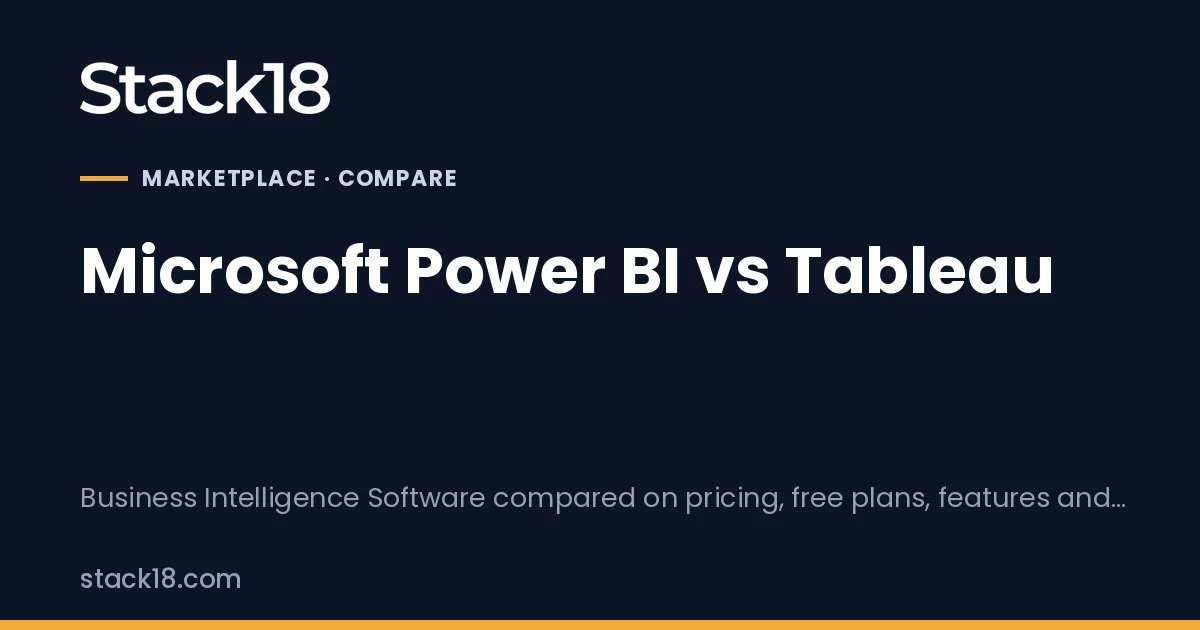 Stack18
MARKETPLACE · COMPARE
Microsoft Power BI vs Tableau
Business Intelligence Software compared on pricing, free plans, features and...
stack18.com